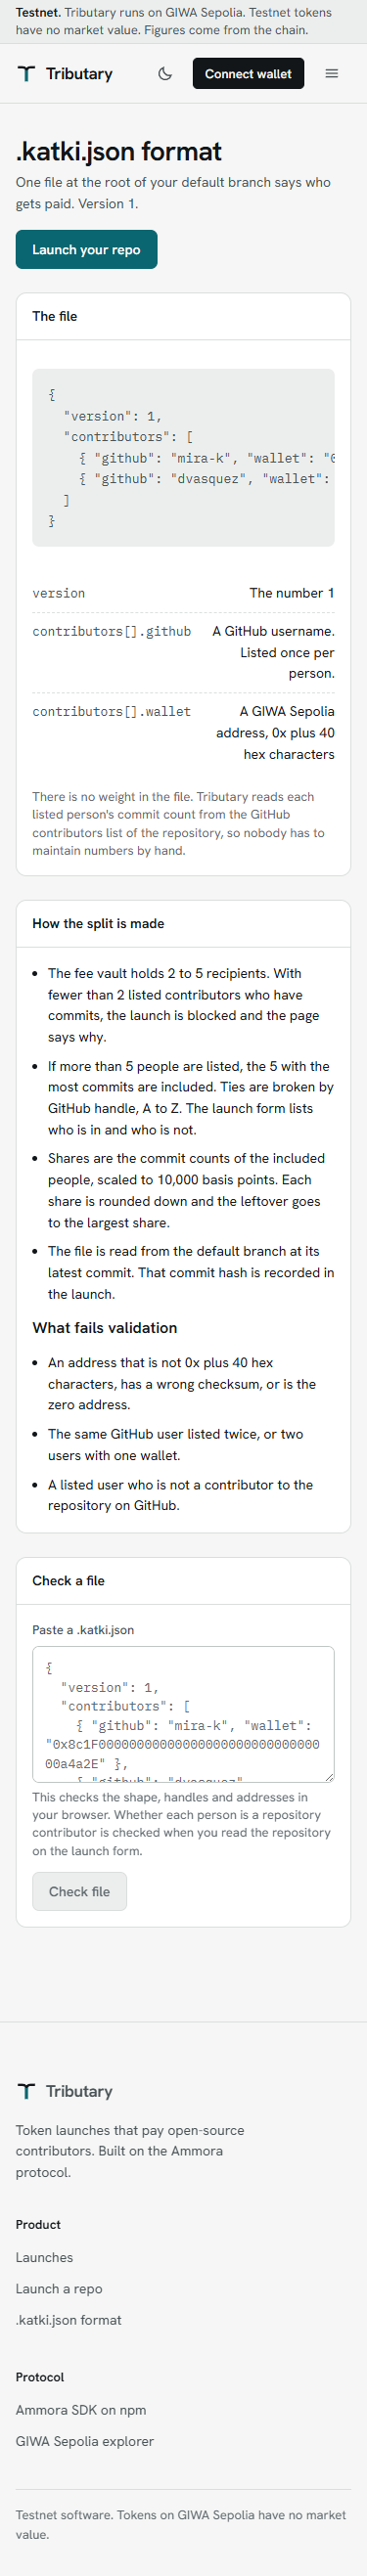 Testnet. Tributary runs on GIWA Sepolia. Testnet tokens
have no market value. Figures come from the chain.
Tributary
Connect wallet
.katki.json format
One file at the root of your default branch says who
gets paid. Version 1.
Launch your repo
The file
{
"version": 1,
"contributors": [
{ "github": "mira-k", "wallet": "0
{ "github": "dvasquez", "wallet":
]
}
version
The number 1
contributors[].github
A GitHub username.
Listed once per
person.
contributors[].wallet
A GIWA Sepolia
address, 0x plus 40
hex characters
There is no weight in the file. Tributary reads each
listed person's commit count from the GitHub
contributors list of the repository, so nobody has to
maintain numbers by hand.
How the split is made
• The fee vault holds 2 to 5 recipients. With
fewer than 2 listed contributors who have
commits, the launch is blocked and the page
says why.
• If more than 5 people are listed, the 5 with the
most commits are included. Ties are broken by
GitHub handle, A to Z. The launch form lists
who is in and who is not.
• Shares are the commit counts of the included
people, scaled to 10,000 basis points. Each
share is rounded down and the leftover goes
to the largest share.
• The file is read from the default branch at its
latest commit. That commit hash is recorded in
the launch.
What fails validation
• An address that is not 0x plus 40 hex
characters, has a wrong checksum, or is the
zero address.
• The same GitHub user listed twice, or two
users with one wallet.
• A listed user who is not a contributor to the
repository on GitHub.
Check a file
Paste a .katki.json
{
"version": 1,
"contributors": [
{ "github": "mira-k", "wallet":
"0x8c1F00000000000000000000000000000
00a4a2E" },
{ "github": "dvasquez",
This checks the shape, handles and addresses in
your browser. Whether each person is a repository
contributor is checked when you read the repository
on the launch form.
Check file
Tributary
Token launches that pay open-source
contributors. Built on the Ammora
protocol.
Product
Launches
Launch a repo
.katki.json format
Protocol
Ammora SDK on npm
GIWA Sepolia explorer
Testnet software. Tokens on GIWA Sepolia have no market
value.